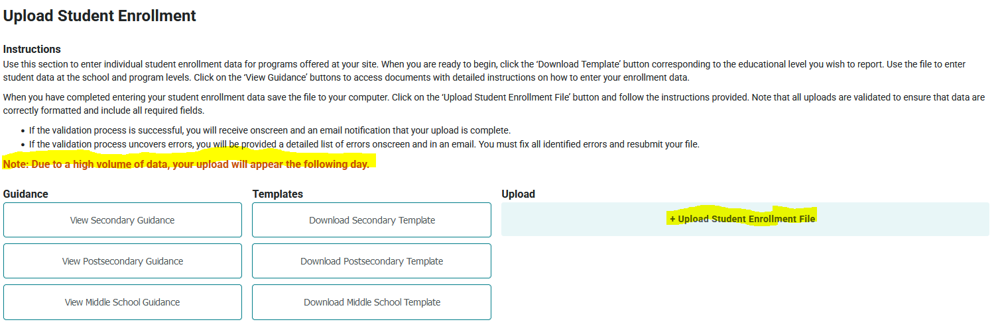 Upload Student Enrollment
Instructions
Use this section to enter individual student enrollment data for programs offered at your site. When you are ready to begin, click the ‘Download Template’ button corresponding to the educational level you wish to report. Use the file to enter
student data at the school and program levels. Click on the ‘View Guidance’ buttons to access documents with detailed instructions on how to enter your enrollment data.
When you have completed entering your student enrollment data save the file to your computer. Click on the ‘Upload Student Enrollment File’ button and follow the instructions provided. Note that all uploads are validated to ensure that data are
correctly formatted and include all required fields.
• If the validation process is successful, you will receive onscreen and an email notification that your upload is complete.
• If the validation process uncovers errors, you will be provided a detailed list of errors onscreen and in an email. You must fix all identified errors and resubmit your file.
Note: Due to a high volume of data, your upload will appear the following day.
Guidance Templates Upload
View Secondary Guidance Download Secondary Template + Upload Student Enrollment File
View Postsecondary Guidance Download Postsecondary Template
View Middle School Guidance Download Middle School Template